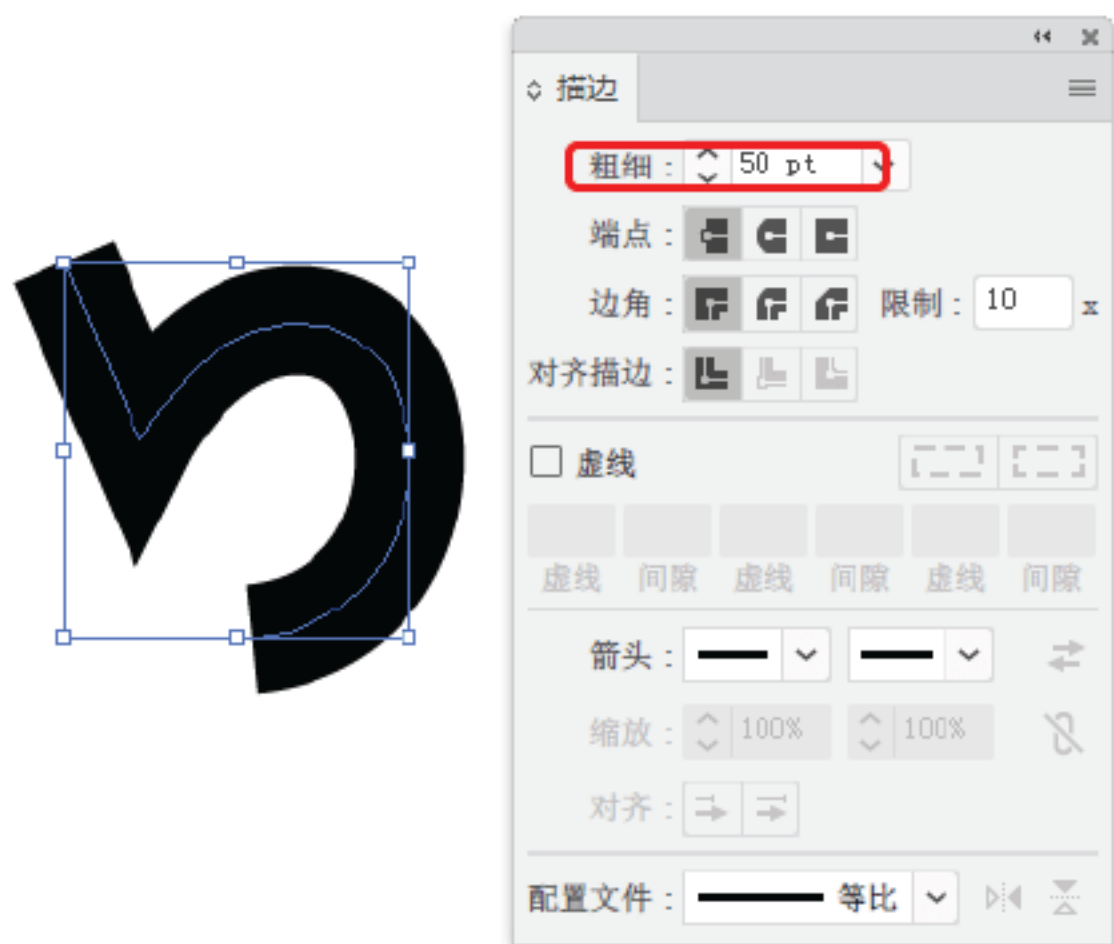 描边
粗细： 50 pt
端点：
边角： 限制： 10 x
对齐描边：
虚线
虚线 间隙 虚线 间隙 虚线 间隙
箭头：
缩放： 100% 100%
对齐：
配置文件： 等比